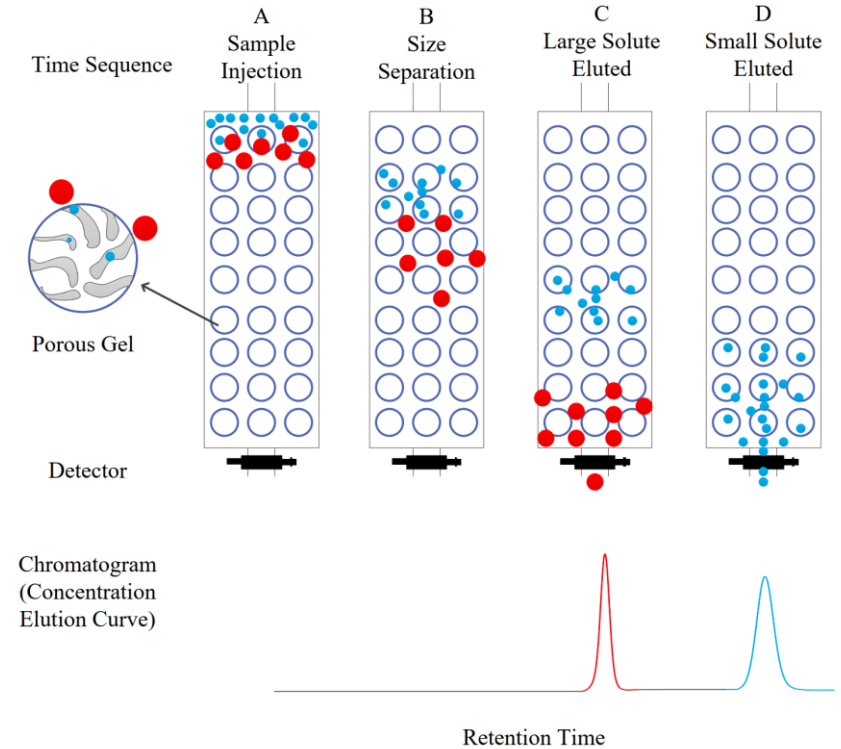 A
Sample
Injection
B
Size
Separation
C
Large Solute
Eluted
D
Small Solute
Eluted
Time Sequence
Porous Gel
Detector
Chromatogram
(Concentration
Elution Curve)
Retention Time